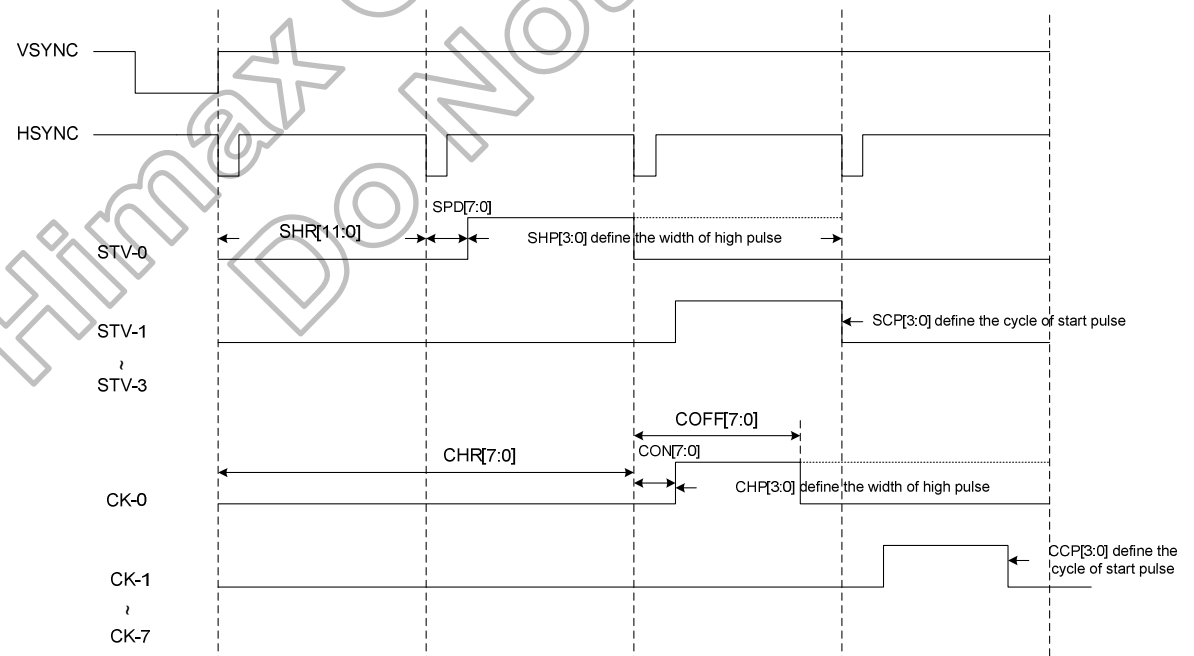 VSYNC
HSYNC
SPD[7:0]
SHR[11:0]
SHP[3:0] define the width of high pulse
STV-0
SCP[3:0] define the cycle of start pulse
STV-1
~
STV-3
COFF[7:0]
CHR[7:0]
CON[7:0]
CHP[3:0] define the width of high pulse
CK-0
CCP[3:0] define the
cycle of start pulse
CK-1
~
CK-7
Himax
Do No